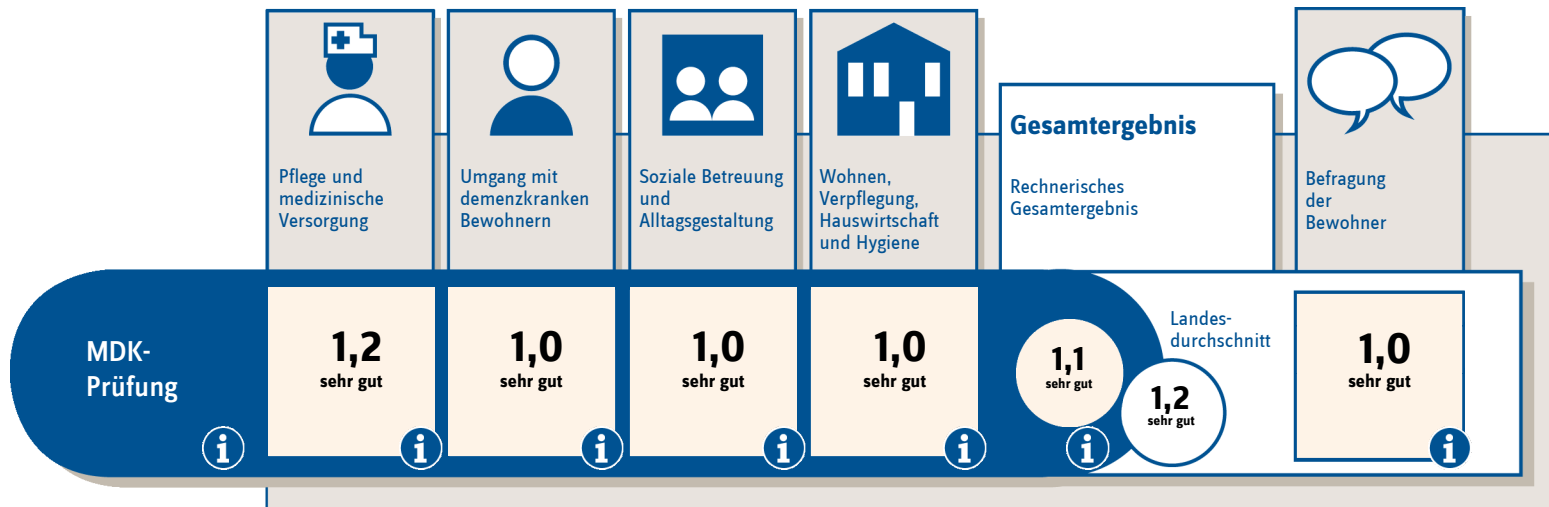 Pflege und
medizinische
Versorgung
Umgang mit
demenzkranken
Bewohnern
Soziale Betreuung
und
Alltagsgestaltung
Wohnen,
Verpflegung,
Hauswirtschaft
und Hygiene
Gesamtergebnis
Rechnerisches
Gesamtergebnis
Befragung
der
Bewohner
MDK-
Prüfung
i
1,2
sehr gut
i
1,0
sehr gut
i
1,0
sehr gut
i
1,0
sehr gut
i
1,1
sehr gut
i
Landes-
durchschnitt
1,2
sehr gut
1,0
sehr gut
i